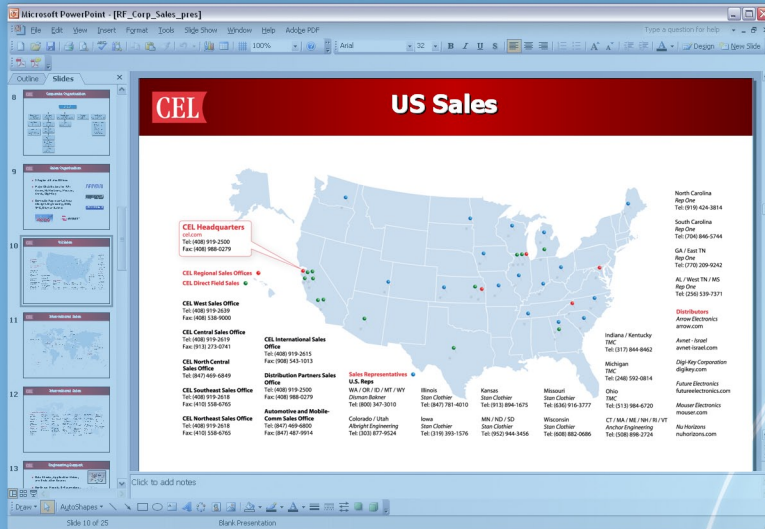 Microsoft PowerPoint - [RF_Corp_Sales_pres]
File Edit View Insert Format Tools Slide Show Window Help Adobe PDF
Type a question for help
100%
Arial
32
B I U S
Design
New Slide
Outline Slides
8
9
10
11
12
13
CEL
US Sales
CEL Headquarters
cel.com
Tel: (408) 919-2500
Fax: (408) 988-0279
CEL Regional Sales Offices
CEL Direct Field Sales
CEL West Sales Office
Tel: (408) 919-2639
Fax: (408) 538-9000
CEL Central Sales Office
Tel: (408) 919-2619
Fax: (913) 273-0741
CEL North Central
Sales Office
Tel: (847) 469-6849
CEL Southeast Sales Office
Tel: (408) 919-2618
Fax: (410) 558-6765
CEL Northeast Sales Office
Tel: (408) 919-2618
Fax: (410) 558-6765
CEL International Sales
Office
Tel: (408) 919-2615
Fax: (908) 543-1013
Distribution Partners Sales
Office
Tel: (408) 919-2500
Fax: (408) 988-0279
Automotive and Mobile-
Comm Sales Office
Tel: (847) 469-6800
Fax: (847) 487-9914
Sales Representatives
U.S. Reps
WA / OR / ID / MT / WY
Disman Bakner
Tel: (800) 347-3010
Colorado / Utah
Albright Engineering
Tel: (303) 877-9524
Illinois
Stan Clothier
Tel: (847) 781-4010
Iowa
Stan Clothier
Tel: (319) 393-1576
Kansas
Stan Clothier
Tel: (913) 894-1675
MN / ND / SD
Stan Clothier
Tel: (952) 944-3456
Missouri
Stan Clothier
Tel: (636) 916-3777
Wisconsin
Stan Clothier
Tel: (608) 882-0686
Indiana / Kentucky
TMC
Tel: (317) 844-8462
Michigan
TMC
Tel: (248) 592-0814
Ohio
TMC
Tel: (513) 984-6720
CT / MA / ME / NH / RI / VT
Anchor Engineering
Tel: (508) 898-2724
North Carolina
Rep One
Tel: (919) 424-3814
South Carolina
Rep One
Tel: (704) 846-5744
GA / East TN
Rep One
Tel: (770) 209-9242
AL / West TN / MS
Rep One
Tel: (256) 539-7371
Distributors
Arrow Electronics
arrow.com
Avnet - Israel
avnet-israel.com
Digi-Key Corporation
digikey.com
Future Electronics
futureelectronics.com
Mouser Electronics
mouser.com
Nu Horizons
nuhorizons.com
Click to add notes
Draw AutoShapes
Slide 10 of 25
Blank Presentation